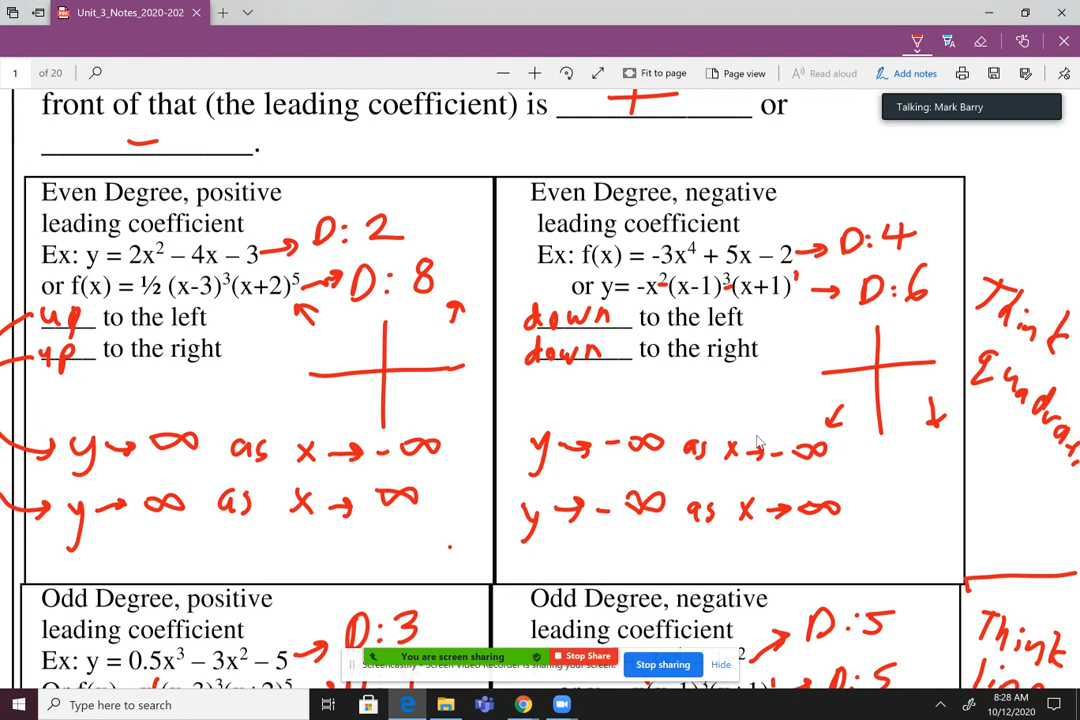 Unit_3_Notes_2020-202
1 of 20
Fit to page
Page view
Read aloud
Add notes
Talking: Mark Barry
front of that (the leading coefficient) is + or
- .
Even Degree, positive
leading coefficient
Ex: y = 2x² – 4x – 3 → D: 2
or f(x) = ½ (x-3)³(x+2)⁵ → D: 8
up to the left
up to the right
y → ∞ as x → -∞
y → ∞ as x → ∞
Even Degree, negative
leading coefficient
Ex: f(x) = -3x⁴ + 5x – 2 → D: 4
or y= -x²(x-1)³(x+1)¹ → D: 6
down to the left
down to the right
y → -∞ as x → -∞
y → -∞ as x → ∞
Think
Odd Degree, positive
leading coefficient
Ex: y = 0.5x³ – 3x² – 5 → D: 3
Odd Degree, negative
leading coefficient
D: 5
D: 5
Think
You are screen sharing
Stop Share
Stop sharing
Hide
Type here to search
8:28 AM
10/12/2020